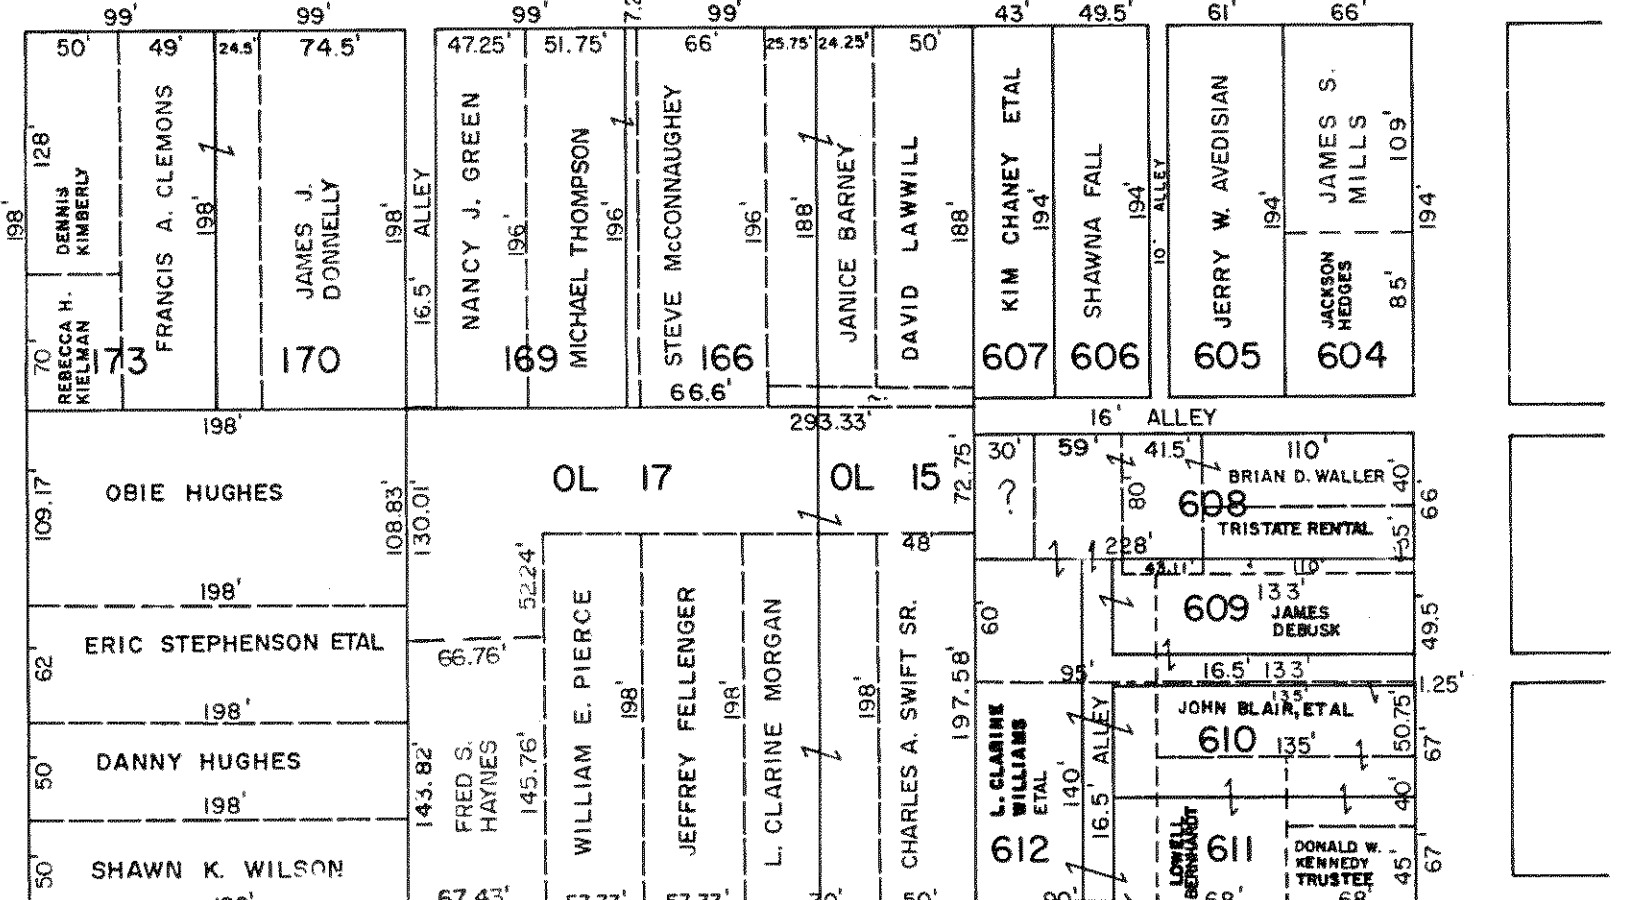 99'
99'
99'
7.2
99'
43'
49.5'
61'
66'
50'
49'
24.5'
74.5'
47.25'
51.75'
66'
25.75'
24.25'
50'
198'
128'
DENNIS
KIMBERLY
FRANCIS A. CLEMONS
198'
JAMES J.
DONNELLY
198'
16.5' ALLEY
NANCY J. GREEN
196'
MICHAEL THOMPSON
196'
STEVE McCONNAUGHEY
196'
188'
JANICE BARNEY
DAVID LAWWILL
188'
KIM CHANEY ETAL
194'
SHAWNA FALL
194'
10' ALLEY
JERRY W. AVEDISIAN
194'
JAMES S.
MILLS
109'
194'
JACKSON
HEDGES
85'
70'
REBECCA H.
KIELMAN
173
170
169
166
607
606
605
604
66.6'
?
198'
293.33'
16' ALLEY
109.17'
OBIE HUGHES
108.83'
130.01'
OL 17
OL 15
72.75'
30'
59'
41.5'
110'
?
80'
BRIAN D. WALLER
40'
608
66'
TRISTATE RENTAL
48'
228'
43.11'
110'
198'
52.24'
60'
133'
609
JAMES
DEBUSK
49.5'
ERIC STEPHENSON ETAL
62'
66.76'
WILLIAM E. PIERCE
198'
JEFFREY FELLENGER
198'
L. CLARINE MORGAN
198'
CHARLES A. SWIFT SR.
197.58'
95'
16.5'
133'
1.25'
135'
JOHN BLAIR, ETAL
610
135'
50.75'
67'
198'
DANNY HUGHES
50'
143.82'
FRED S.
HAYNES
145.76'
L. CLARINE
WILLIAMS
ETAL
140'
16.5' ALLEY
40'
198'
612
LOWELL
BERNHARDT
611
DONALD W.
KENNEDY
TRUSTEE
45'
67'
SHAWN K. WILSON
50'
67.43'
90'
68'
68'